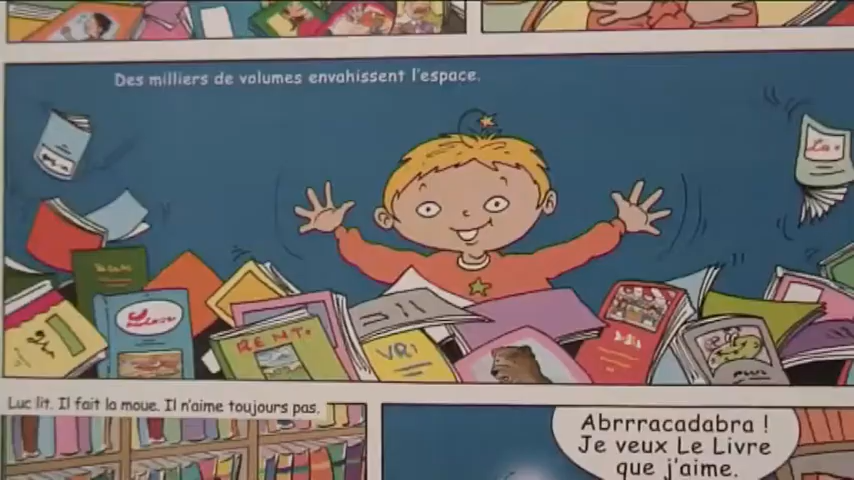 Des milliers de volumes envahissent l'espace.
Luc lit. Il fait la moue. Il n'aime toujours pas.
Abrrracadabra !
Je veux Le Livre
que j'aime.